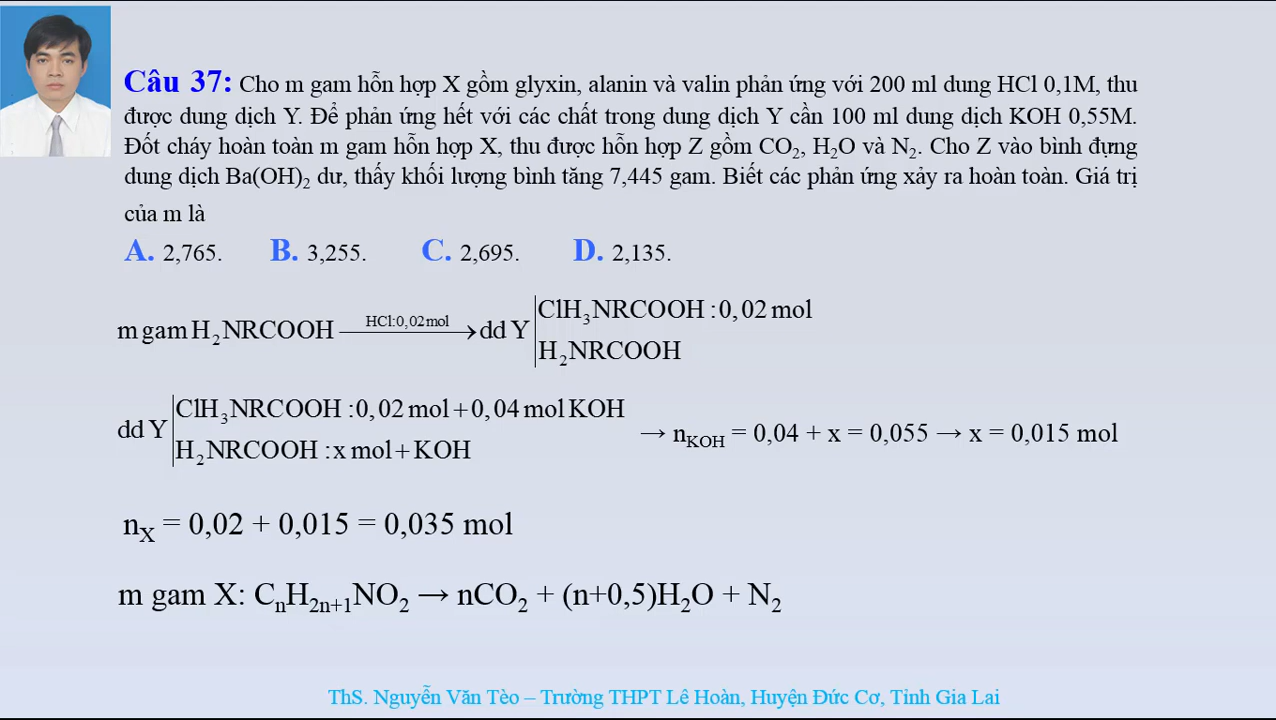 Câu 37: Cho m gam hỗn hợp X gồm glyxin, alanin và valin phản ứng với 200 ml dung HCl 0,1M, thu
được dung dịch Y. Để phản ứng hết với các chất trong dung dịch Y cần 100 ml dung dịch KOH 0,55M.
Đốt cháy hoàn toàn m gam hỗn hợp X, thu được hỗn hợp Z gồm CO₂, H₂O và N₂. Cho Z vào bình đựng
dung dịch Ba(OH)₂ dư, thấy khối lượng bình tăng 7,445 gam. Biết các phản ứng xảy ra hoàn toàn. Giá trị
của m là
A. 2,765. B. 3,255. C. 2,695. D. 2,135.
m gam H₂NRCOOH —HCl:0,02mol→ dd Y | ClH₃NRCOOH :0,02 mol
H₂NRCOOH
dd Y | ClH₃NRCOOH :0,02 mol + 0,04 mol KOH
H₂NRCOOH : x mol + KOH → n_KOH = 0,04 + x = 0,055 → x = 0,015 mol
n_X = 0,02 + 0,015 = 0,035 mol
m gam X: CₙH₂ₙ₊₁NO₂ → nCO₂ + (n+0,5)H₂O + N₂
ThS. Nguyễn Văn Tèo – Trường THPT Lê Hoàn, Huyện Đức Cơ, Tỉnh Gia Lai